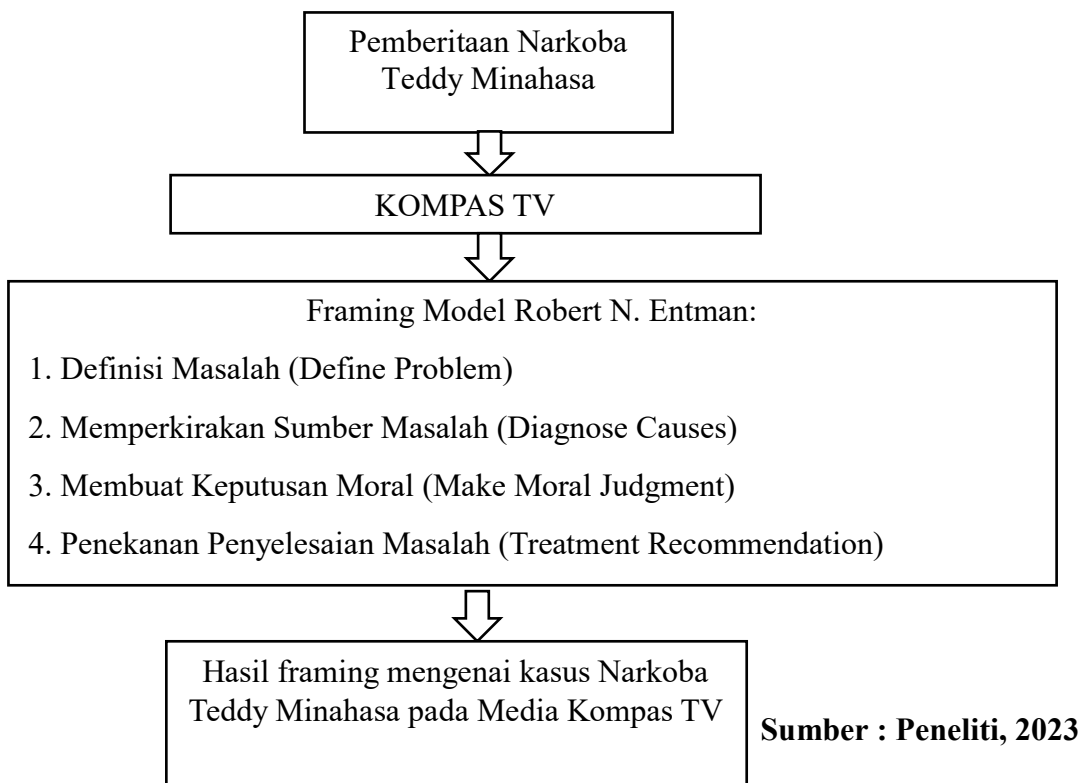 Pemberitaan Narkoba
Teddy Minahasa
KOMPAS TV
Framing Model Robert N. Entman:
1. Definisi Masalah (Define Problem)
2. Memperkirakan Sumber Masalah (Diagnose Causes)
3. Membuat Keputusan Moral (Make Moral Judgment)
4. Penekanan Penyelesaian Masalah (Treatment Recommendation)
Hasil framing mengenai kasus Narkoba
Teddy Minahasa pada Media Kompas TV
Sumber : Peneliti, 2023